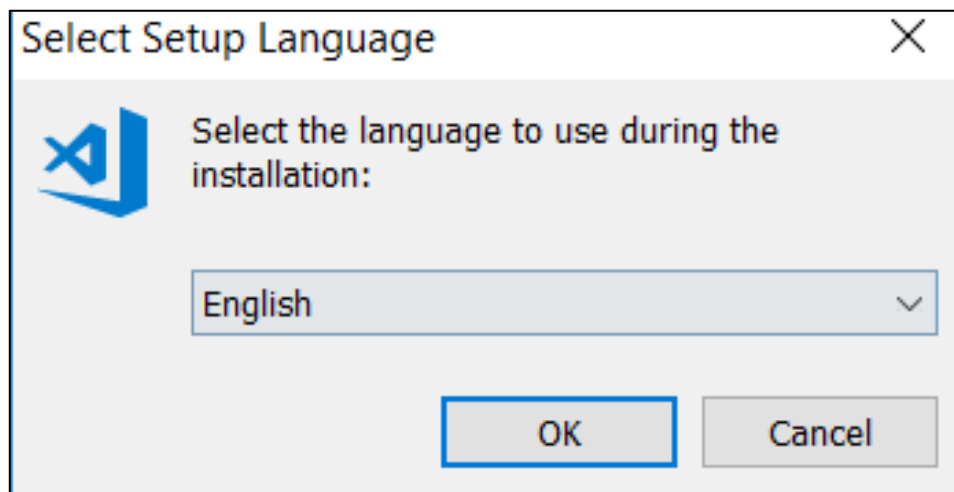 Select Setup Language
Select the language to use during the
installation:
English
OK
Cancel